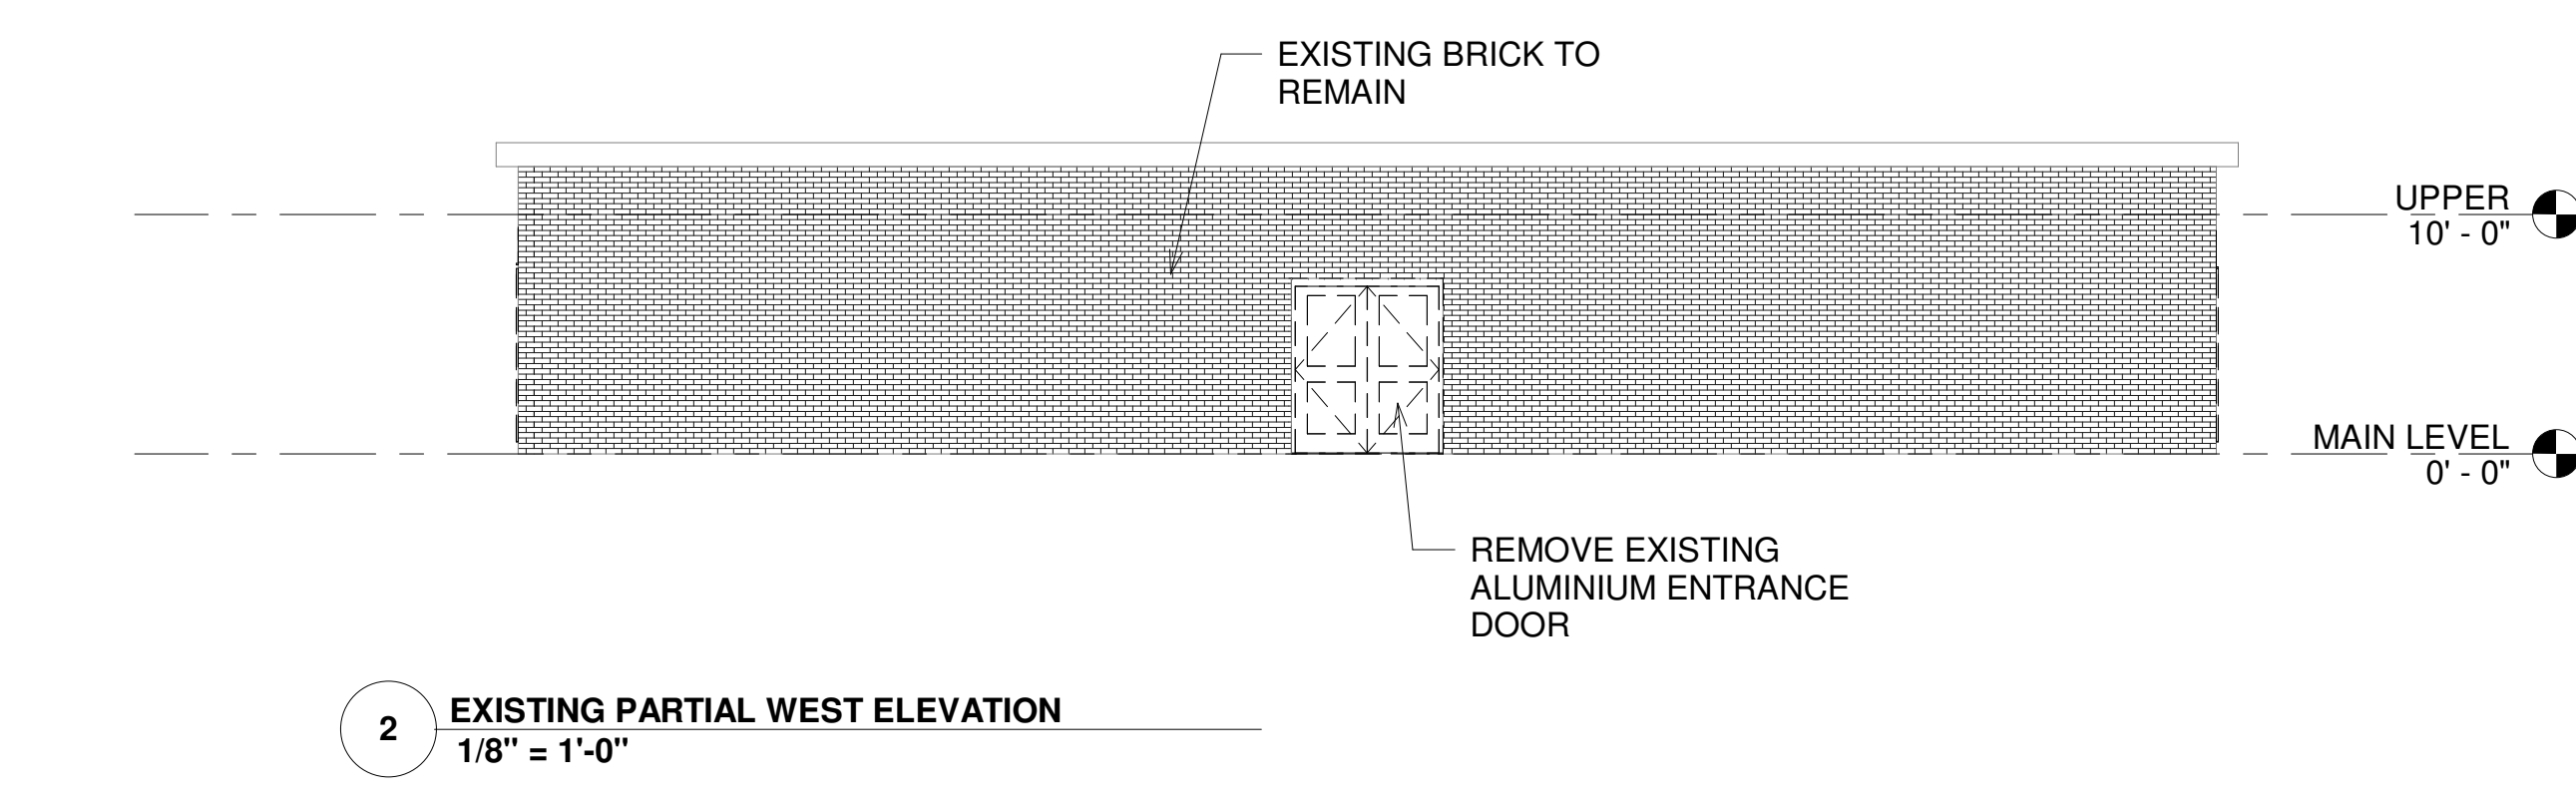 EXISTING BRICK TO
REMAIN
UPPER
10' - 0"
MAIN LEVEL
0' - 0"
REMOVE EXISTING
ALUMINIUM ENTRANCE
DOOR
2
EXISTING PARTIAL WEST ELEVATION
1/8" = 1'-0"